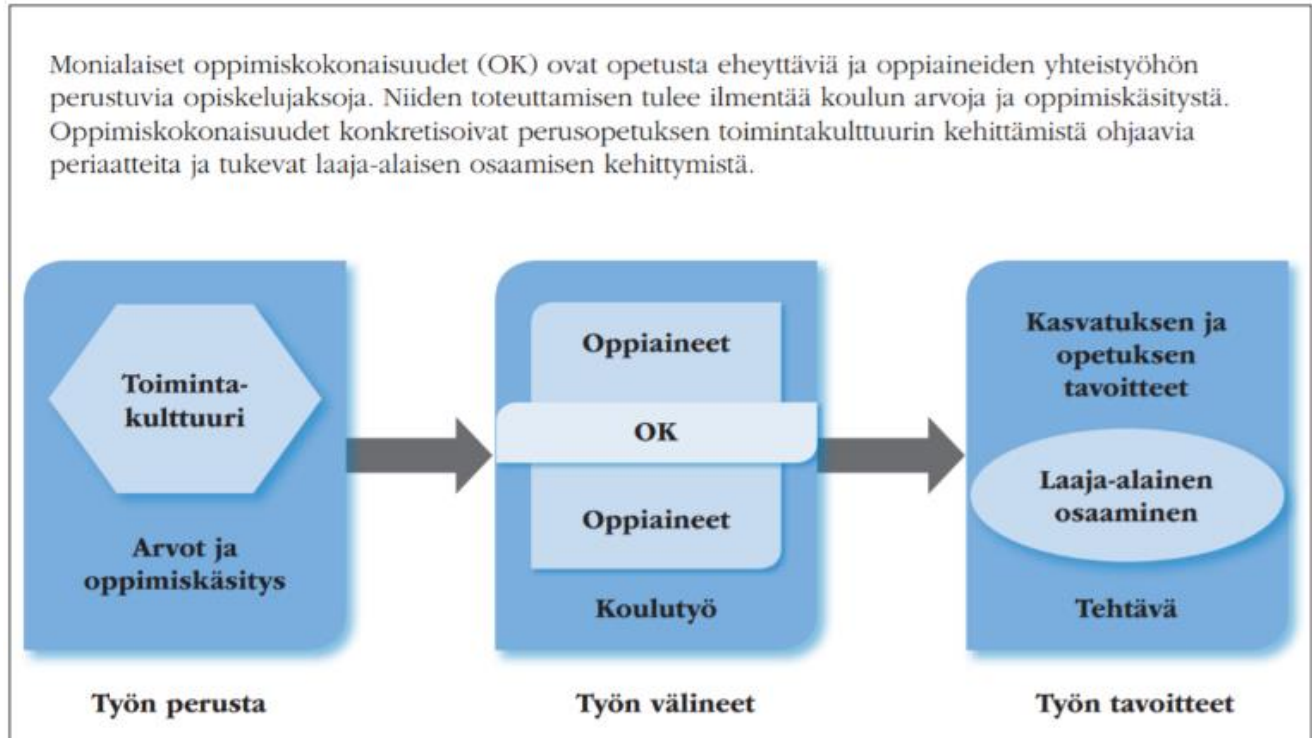 Monialaiset oppimiskokonaisuudet (OK) ovat opetusta eheyttäviä ja oppiaineiden yhteistyöhön
perustuvia opiskelujaksoja. Niiden toteuttamisen tulee ilmentää koulun arvoja ja oppimiskäsitystä.
Oppimiskokonaisuudet konkretisoivat perusopetuksen toimintakulttuurin kehittämistä ohjaavia
periaatteita ja tukevat laaja-alaisen osaamisen kehittymistä.
Toiminta-
kulttuuri
Arvot ja
oppimiskäsitys
Työn perusta
Oppiaineet
OK
Oppiaineet
Koulutyö
Työn välineet
Kasvatuksen ja
opetuksen
tavoitteet
Laaja-alainen
osaaminen
Tehtävä
Työn tavoitteet